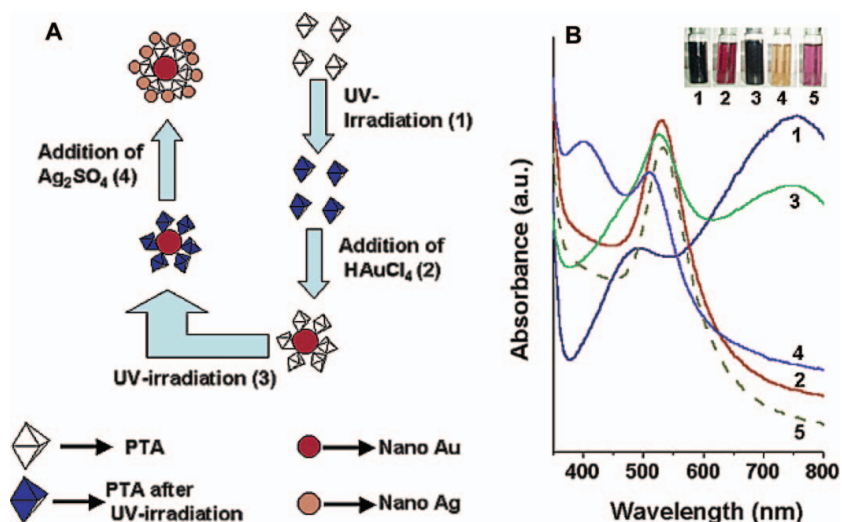 A
UV-
Irradiation (1)
Addition of
Ag2SO4 (4)
Addition of
HAuCl4 (2)
UV-irradiation (3)
PTA
Nano Au
PTA after
UV-irradiation
Nano Ag
B
1 2 3 4 5
1
3
4
2
5
Absorbance (a.u.)
400 500 600 700 800
Wavelength (nm)